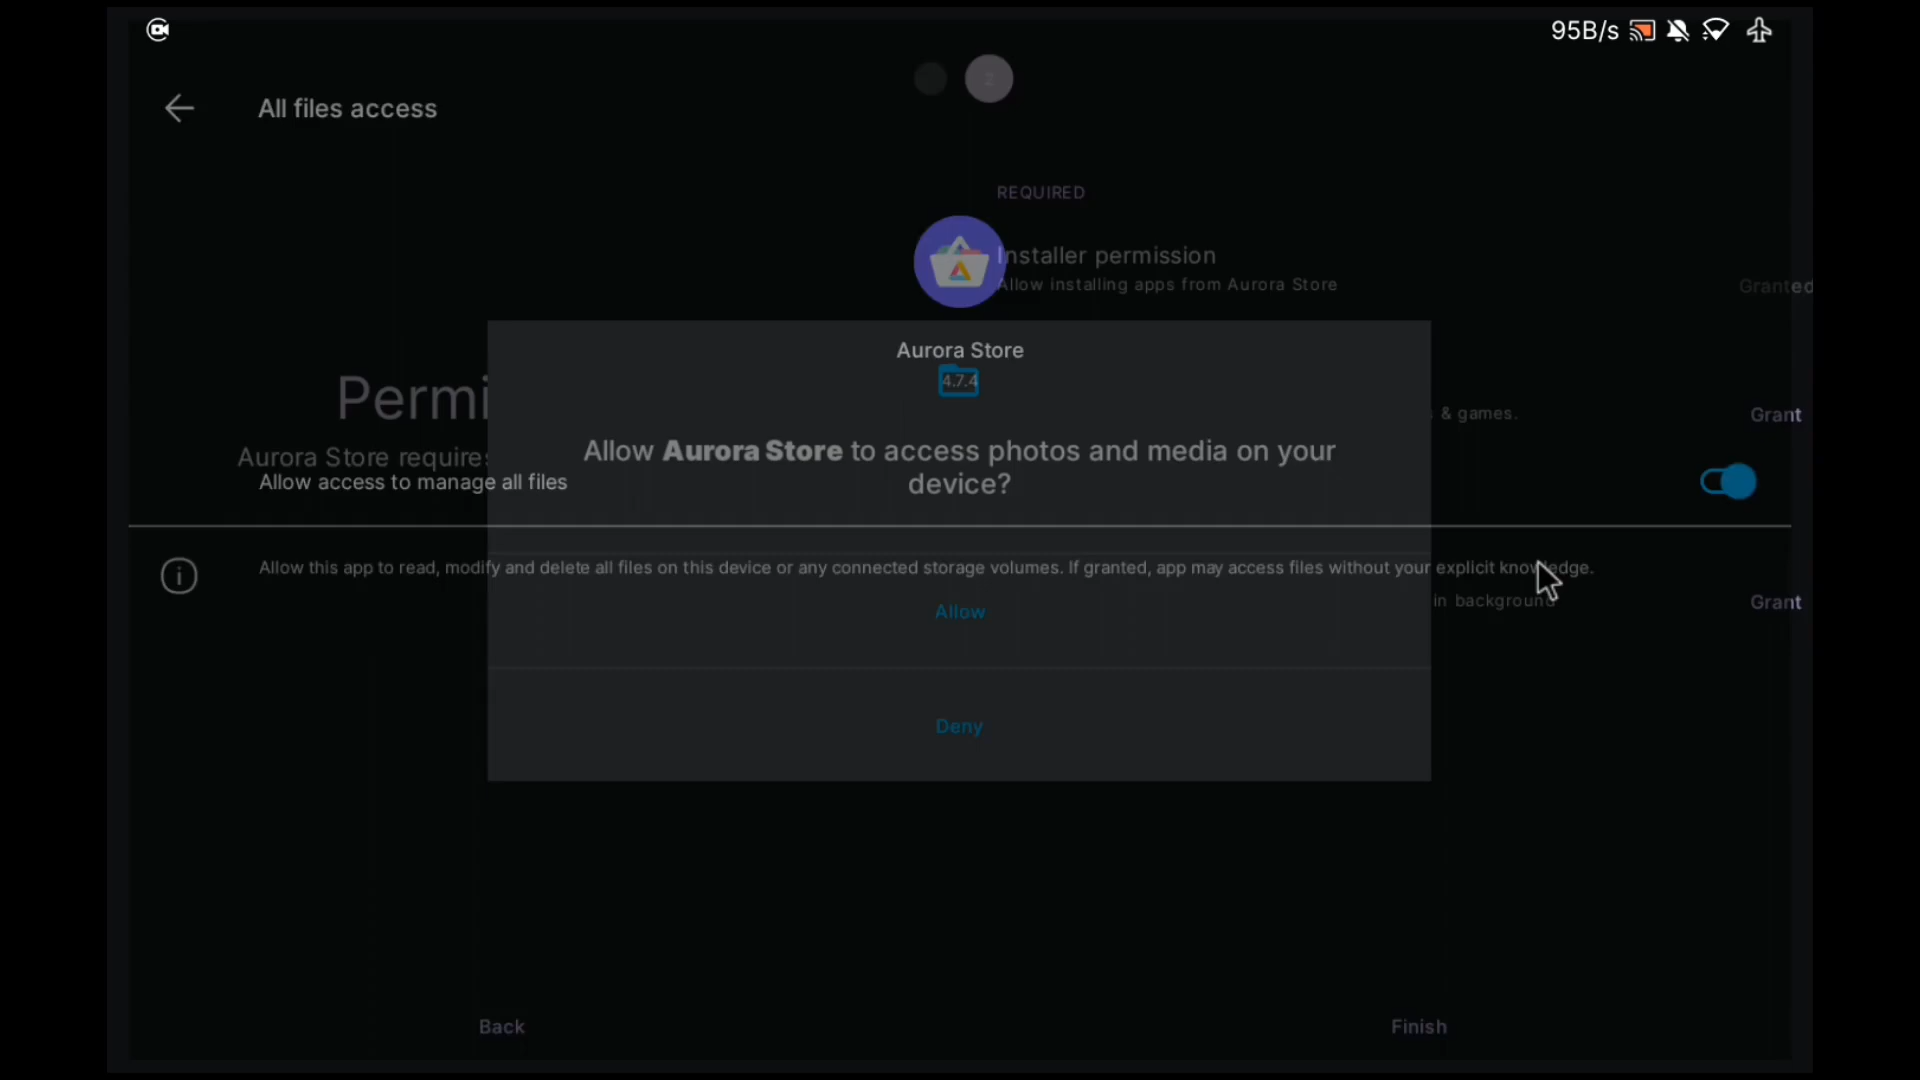 95B/s
All files access
2
REQUIRED
Installer permission
Allow installing apps from Aurora Store
Granted
Aurora Store
4.7.4
Permi
& games.
Grant
Allow Aurora Store to access photos and media on your
device?
Aurora Store requires
Allow access to manage all files
Allow this app to read, modify and delete all files on this device or any connected storage volumes. If granted, app may access files without your explicit knowledge.
in background
Grant
Allow
Deny
Back
Finish